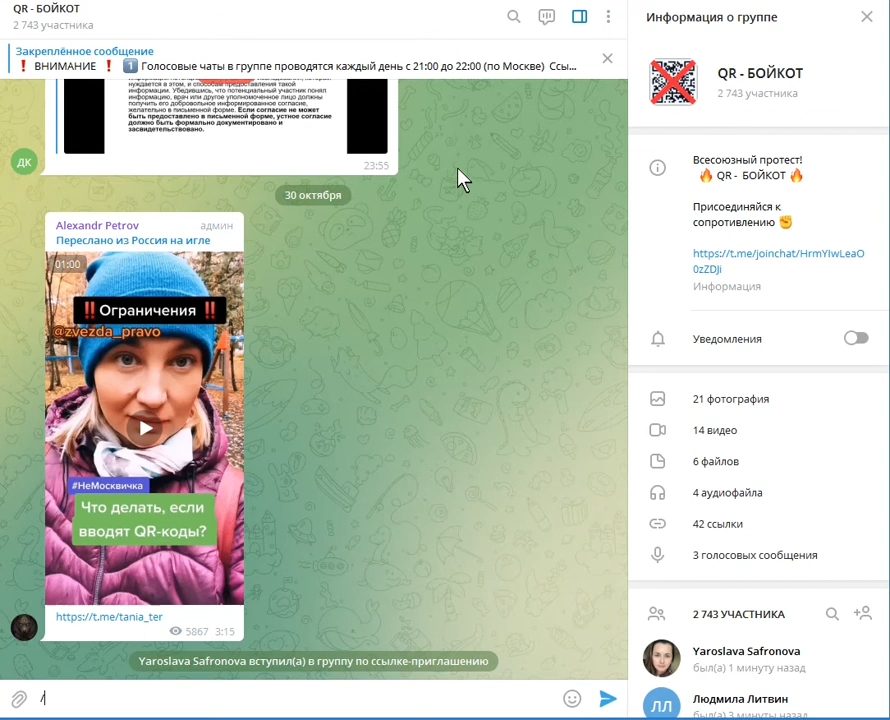 QR - БОЙКОТ
2 743 участника
Закреплённое сообщение
❗ ВНИМАНИЕ ❗ 1️⃣ Голосовые чаты в группе проводятся каждый день с 21:00 до 22:00 (по Москве) Ссы...
нуждается в этом, и способам предоставления такой
информации. Убедившись, что потенциальный участник понял
информацию, врач или другое уполномоченное лицо должны
получить его добровольное информированное согласие,
желательно в письменной форме. Если согласие не может
быть предоставлено в письменной форме, устное согласие
должно быть формально документировано и
засвидетельствовано.
ДК
23:55
30 октября
Alexandr Petrov
админ
Переслано из Россия на игле
01:00
‼️ Ограничения ‼️
@zvezda_pravo
#НеМосквичка
Что делать, если
вводят QR-коды?
https://t.me/tania_ter
5867 3:15
Yaroslava Safronova вступил(а) в группу по ссылке-приглашению
/
Информация о группе
QR - БОЙКОТ
2 743 участника
Всесоюзный протест!
🔥 QR - БОЙКОТ 🔥
Присоединяйся к
сопротивлению ✊
https://t.me/joinchat/HrmYIwLeaO
0zZDJi
Информация
Уведомления
21 фотография
14 видео
6 файлов
4 аудиофайла
42 ссылки
3 голосовых сообщения
2 743 УЧАСТНИКА
Yaroslava Safronova
был(а) 1 минуту назад
ЛЛ
Людмила Литвин
был(а) 3 минуты назад